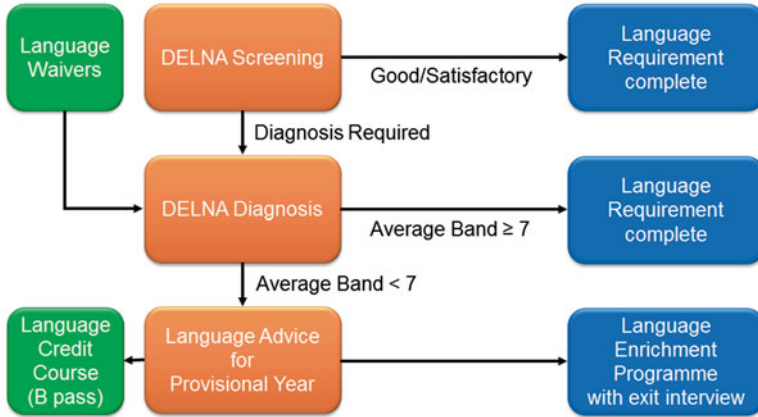 Language
Waivers
DELNA Screening
Good/Satisfactory
Language
Requirement
complete
Diagnosis Required
DELNA Diagnosis
Average Band ≥ 7
Language
Requirement
complete
Average Band < 7
Language
Credit
Course
(B pass)
Language Advice
for
Provisional Year
Language
Enrichment
Programme
with exit interview